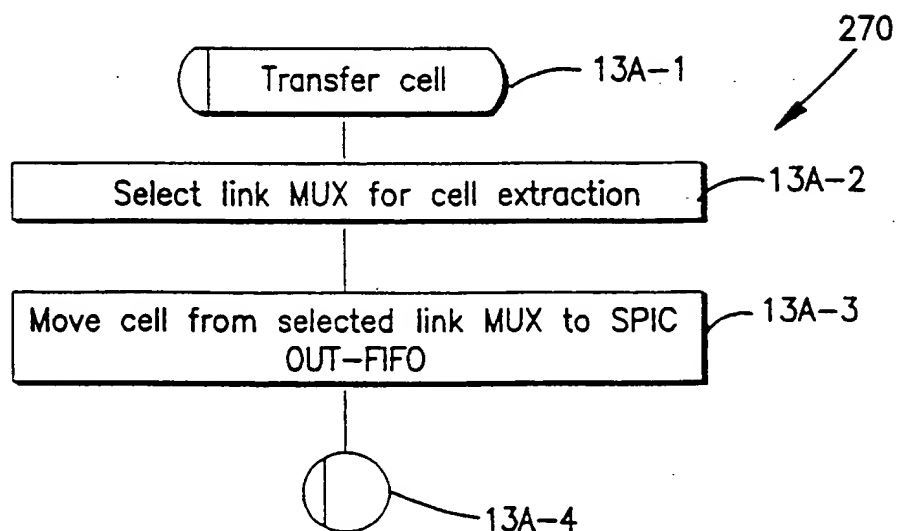 270
Transfer cell
13A-1
Select link MUX for cell extraction
13A-2
Move cell from selected link MUX to SPIC
OUT-FIFO
13A-3
13A-4